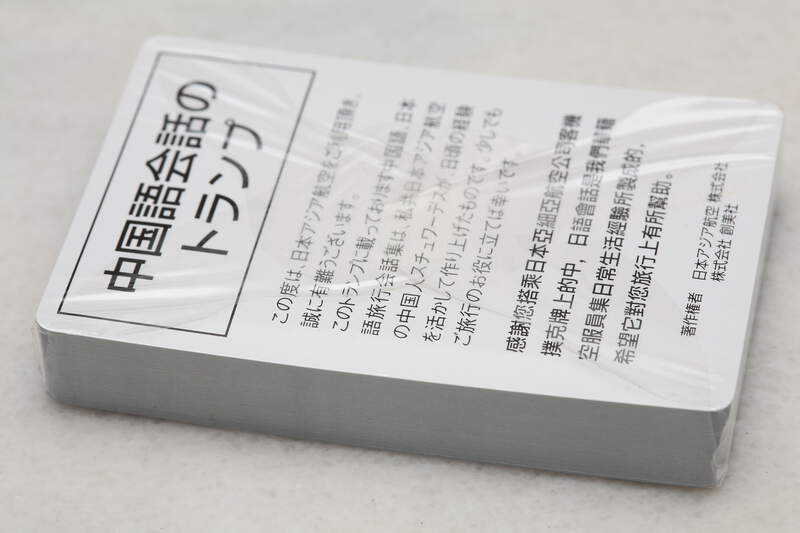 中国語会話の
トランプ
この度は、日本アジア航空をご利用頂き、
誠に有難うございます。
このトランプに載っております中国語、日本
語旅行会話集は、私共日本アジア航空
の中国人スチュワーデスが、日頃の経験
を活かして作り上げたものです。少しでも
ご旅行のお役に立てば幸いです。
感謝您搭乘日本亞細亞航空公司客機
撲克牌上的中，日語會話是我們華籍
空服員集日常生活經驗所製成的，
希望它對您旅行上有所幫助。
著作権者 日本アジア航空 株式会社
株式会社 創美社